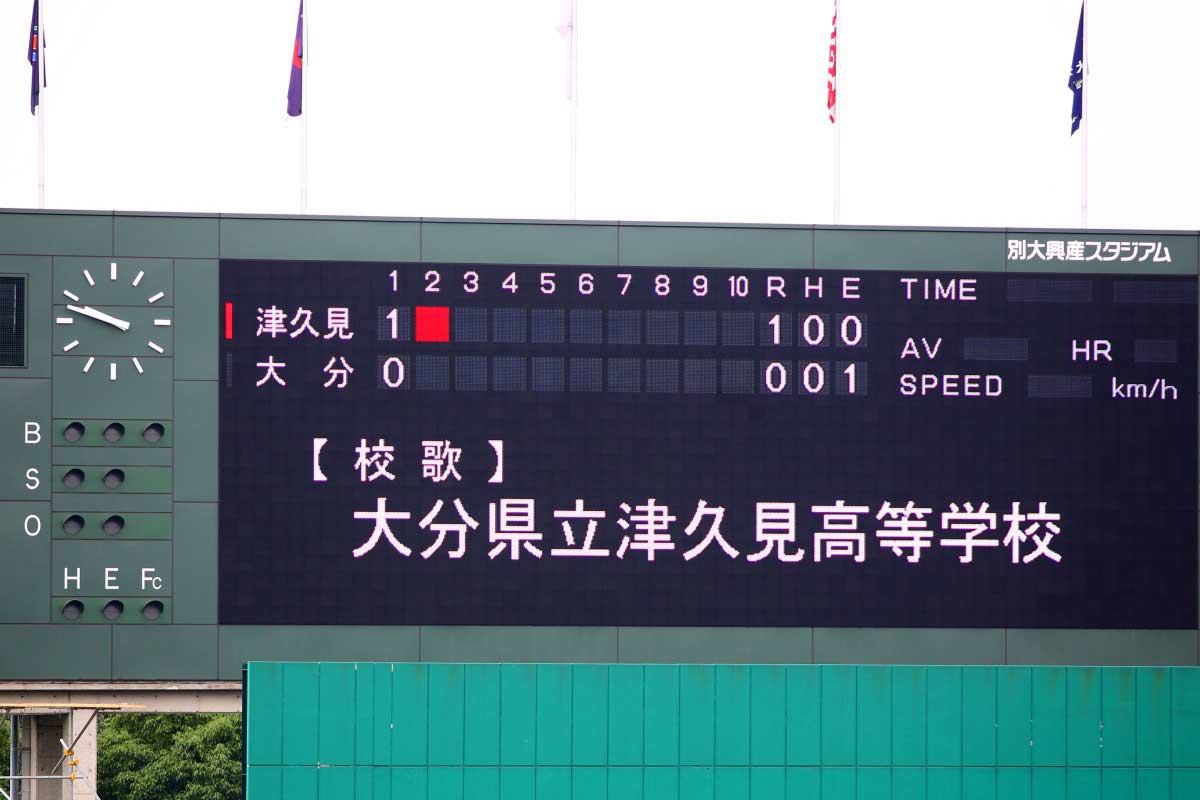 別大興産スタジアム
1 2 3 4 5 6 7 8 9 10 R H E TIME
津久見 1 1 0 0
AV HR
大 分 0 0 0 1
SPEED km/h
B
【 校 歌 】
S
大分県立津久見高等学校
O
H E Fc